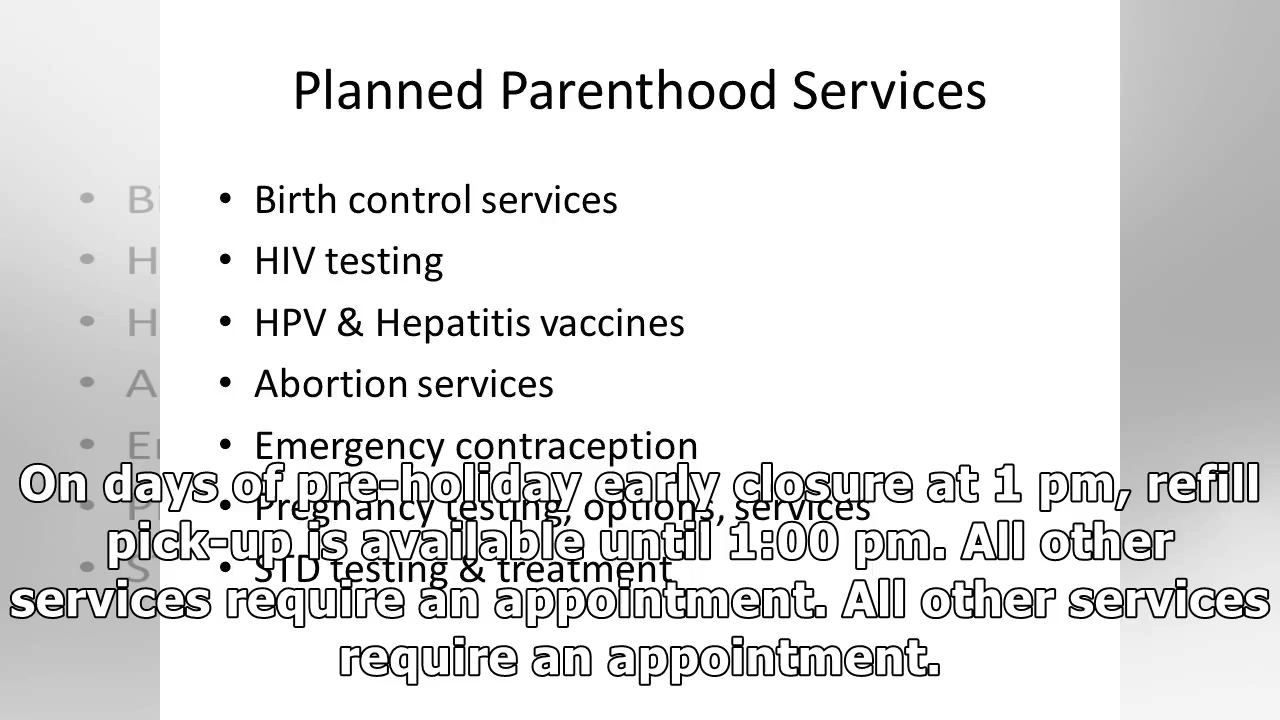 Planned Parenthood Services
• Birth control services
• HIV testing
• HPV & Hepatitis vaccines
• Abortion services
• Emergency contraception
• Pregnancy testing, options, services
• STD testing & treatment
On days of pre-holiday early closure at 1 pm, refill
pick-up is available until 1:00 pm. All other
services require an appointment. All other services
require an appointment.